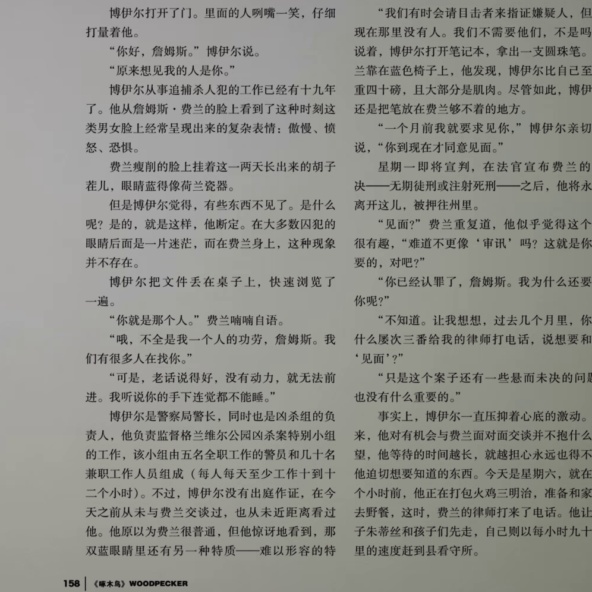 博伊尔打开了门。里面的人咧嘴一笑，仔细
打量着他。
“你好，詹姆斯。”博伊尔说。
“原来想见我的人是你。”
博伊尔从事追捕杀人犯的工作已经有十九年
了。他从詹姆斯·费兰的脸上看到了这种时刻这
类男女脸上经常呈现出来的复杂表情：傲慢、愤
怒、恐惧。
费兰瘦削的脸上挂着这一两天长出来的胡子
茬儿，眼睛蓝得像荷兰瓷器。
但是博伊尔觉得，有些东西不见了。是什么
呢？是的，就是这样，他断定。在大多数囚犯的
眼睛后面是一片迷茫，而在费兰身上，这种现象
并不存在。
博伊尔把文件丢在桌子上，快速浏览了
一遍。
“你就是那个人。”费兰喃喃自语。
“哦，不全是我一个人的功劳，詹姆斯。我
们有很多人在找你。”
“可是，老话说得好，没有动力，就无法前
进。我听说你的手下连觉都不能睡。”
博伊尔是警察局警长，同时也是凶杀组的负
责人，他负责监督格兰维尔公园凶杀案特别小组
的工作，该小组由五名全职工作的警员和几十名
兼职工作人员组成（每人每天至少工作十到十
二个小时）。不过，博伊尔没有出庭作证，在今
天之前从未与费兰交谈过，也从未近距离看过
他。他原以为费兰很普通，但他惊讶地看到，那
双蓝眼睛里还有另一种特质——难以形容的特
158 《啄木鸟》WOODPECKER
“我们有时会请目击者来指证嫌疑人，但
现在那里没有人。我们不需要他们，不是吗
说着，博伊尔打开笔记本，拿出一支圆珠笔。
兰靠在蓝色椅子上，他发现，博伊尔比自己至
重四十磅，且大部分是肌肉。尽管如此，博伊
还是把笔放在费兰够不着的地方。
“一个月前我就要求见你，”博伊尔亲切
说，“你到现在才同意见面。”
星期一即将宣判，在法官宣布费兰的
决——无期徒刑或注射死刑——之后，他将永
离开这儿，被押往州里。
“见面？”费兰重复道，他似乎觉得这个
很有趣，“难道不更像‘审讯’吗？这就是你
要的，对吧？”
“你已经认罪了，詹姆斯。我为什么还要
你呢？”
“不知道。让我想想，过去几个月里，你
什么屡次三番给我的律师打电话，说想要和
‘见面’？”
“只是这个案子还有一些悬而未决的问题
也没有什么重要的。”
事实上，博伊尔一直压抑着心底的激动。
来，他对有机会与费兰面对面交谈并不抱什么
望，他等待的时间越长，就越担心永远也得不
他迫切想要知道的东西。今天是星期六，就在
个小时前，他正在打包火鸡三明治，准备和家
去野餐，这时，费兰的律师打来了电话。他让
子朱蒂丝和孩子们先走，自己则以每小时九十
里的速度赶到县看守所。